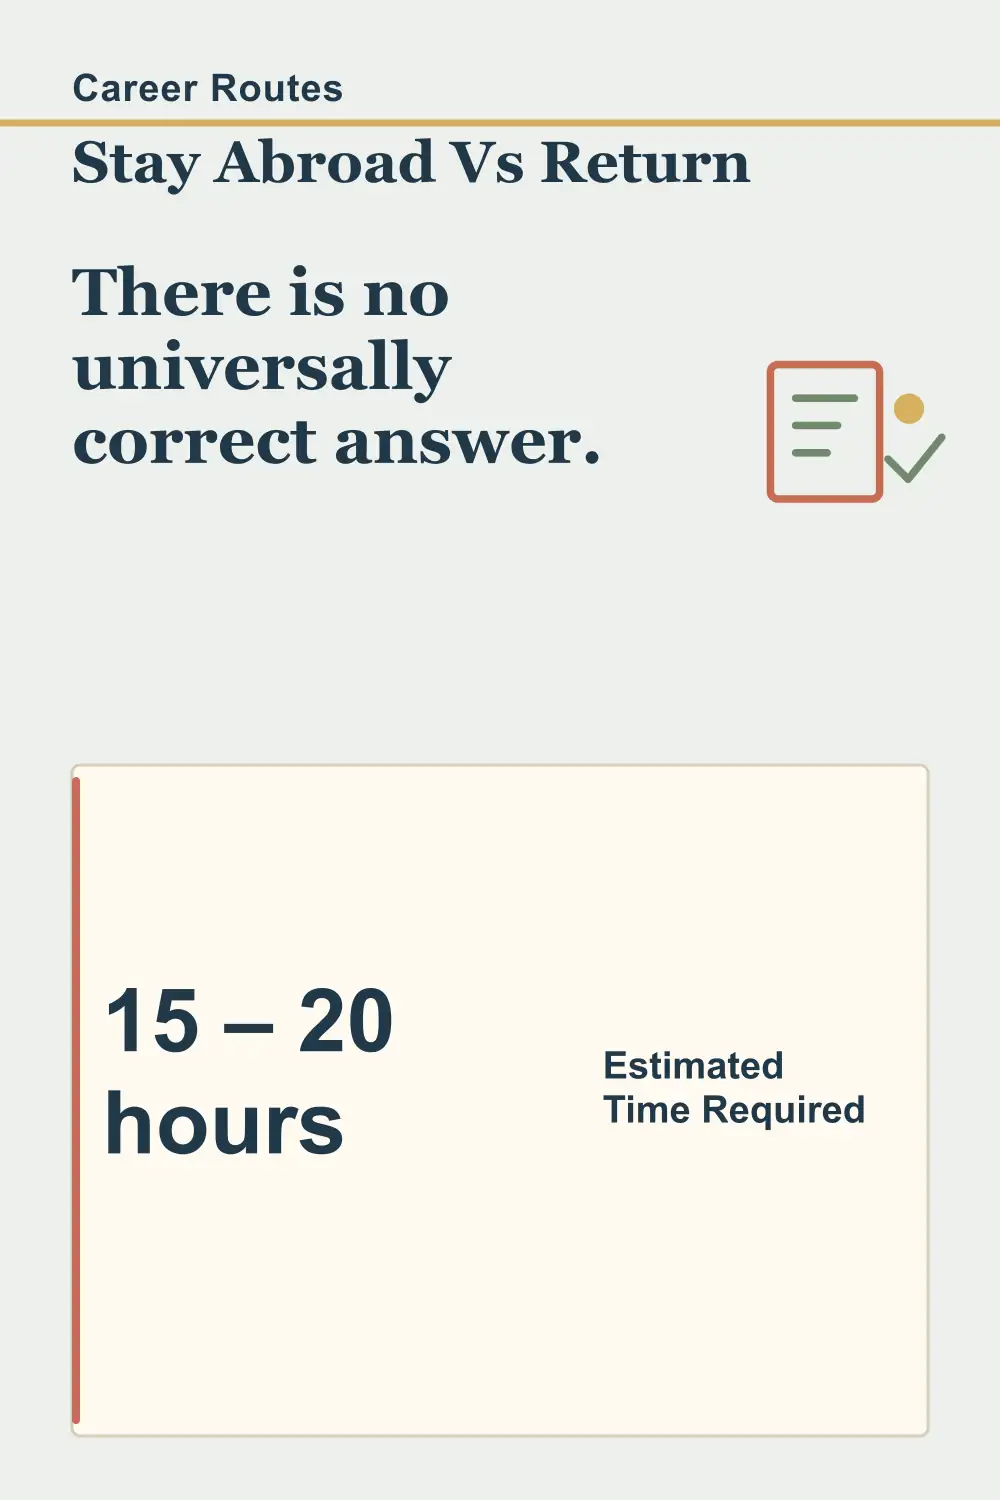 Career Routes
Stay Abroad Vs Return
There is no
universally
correct answer.
15 – 20
hours
Estimated
Time Required